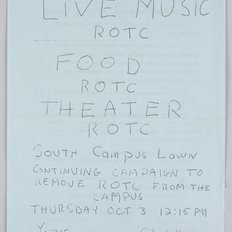 LIVE MUSIC
ROTC
FOOD
ROTC
THEATER
ROTC
SOUTH CAMPUS LAWN
CONTINUING CAMPAIGN TO
REMOVE ROTC FROM THE
CAMPUS
THURSDAY OCT 3 12:15 PM